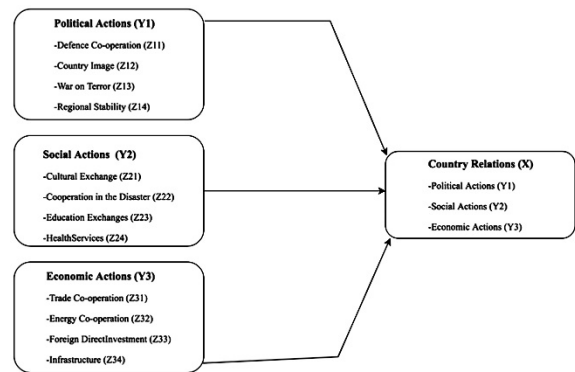 Political Actions (Y1)
-Defence Co-operation (Z11)
-Country Image (Z12)
-War on Terror (Z13)
-Regional Stability (Z14)
Social Actions (Y2)
-Cultural Exchange (Z21)
-Cooperation in the Disaster (Z22)
-Education Exchanges (Z23)
-HealthServices (Z24)
Economic Actions (Y3)
-Trade Co-operation (Z31)
-Energy Co-operation (Z32)
-Foreign DirectInvestment (Z33)
-Infrastructure (Z34)
Country Relations (X)
-Political Actions (Y1)
-Social Actions (Y2)
-Economic Actions (Y3)